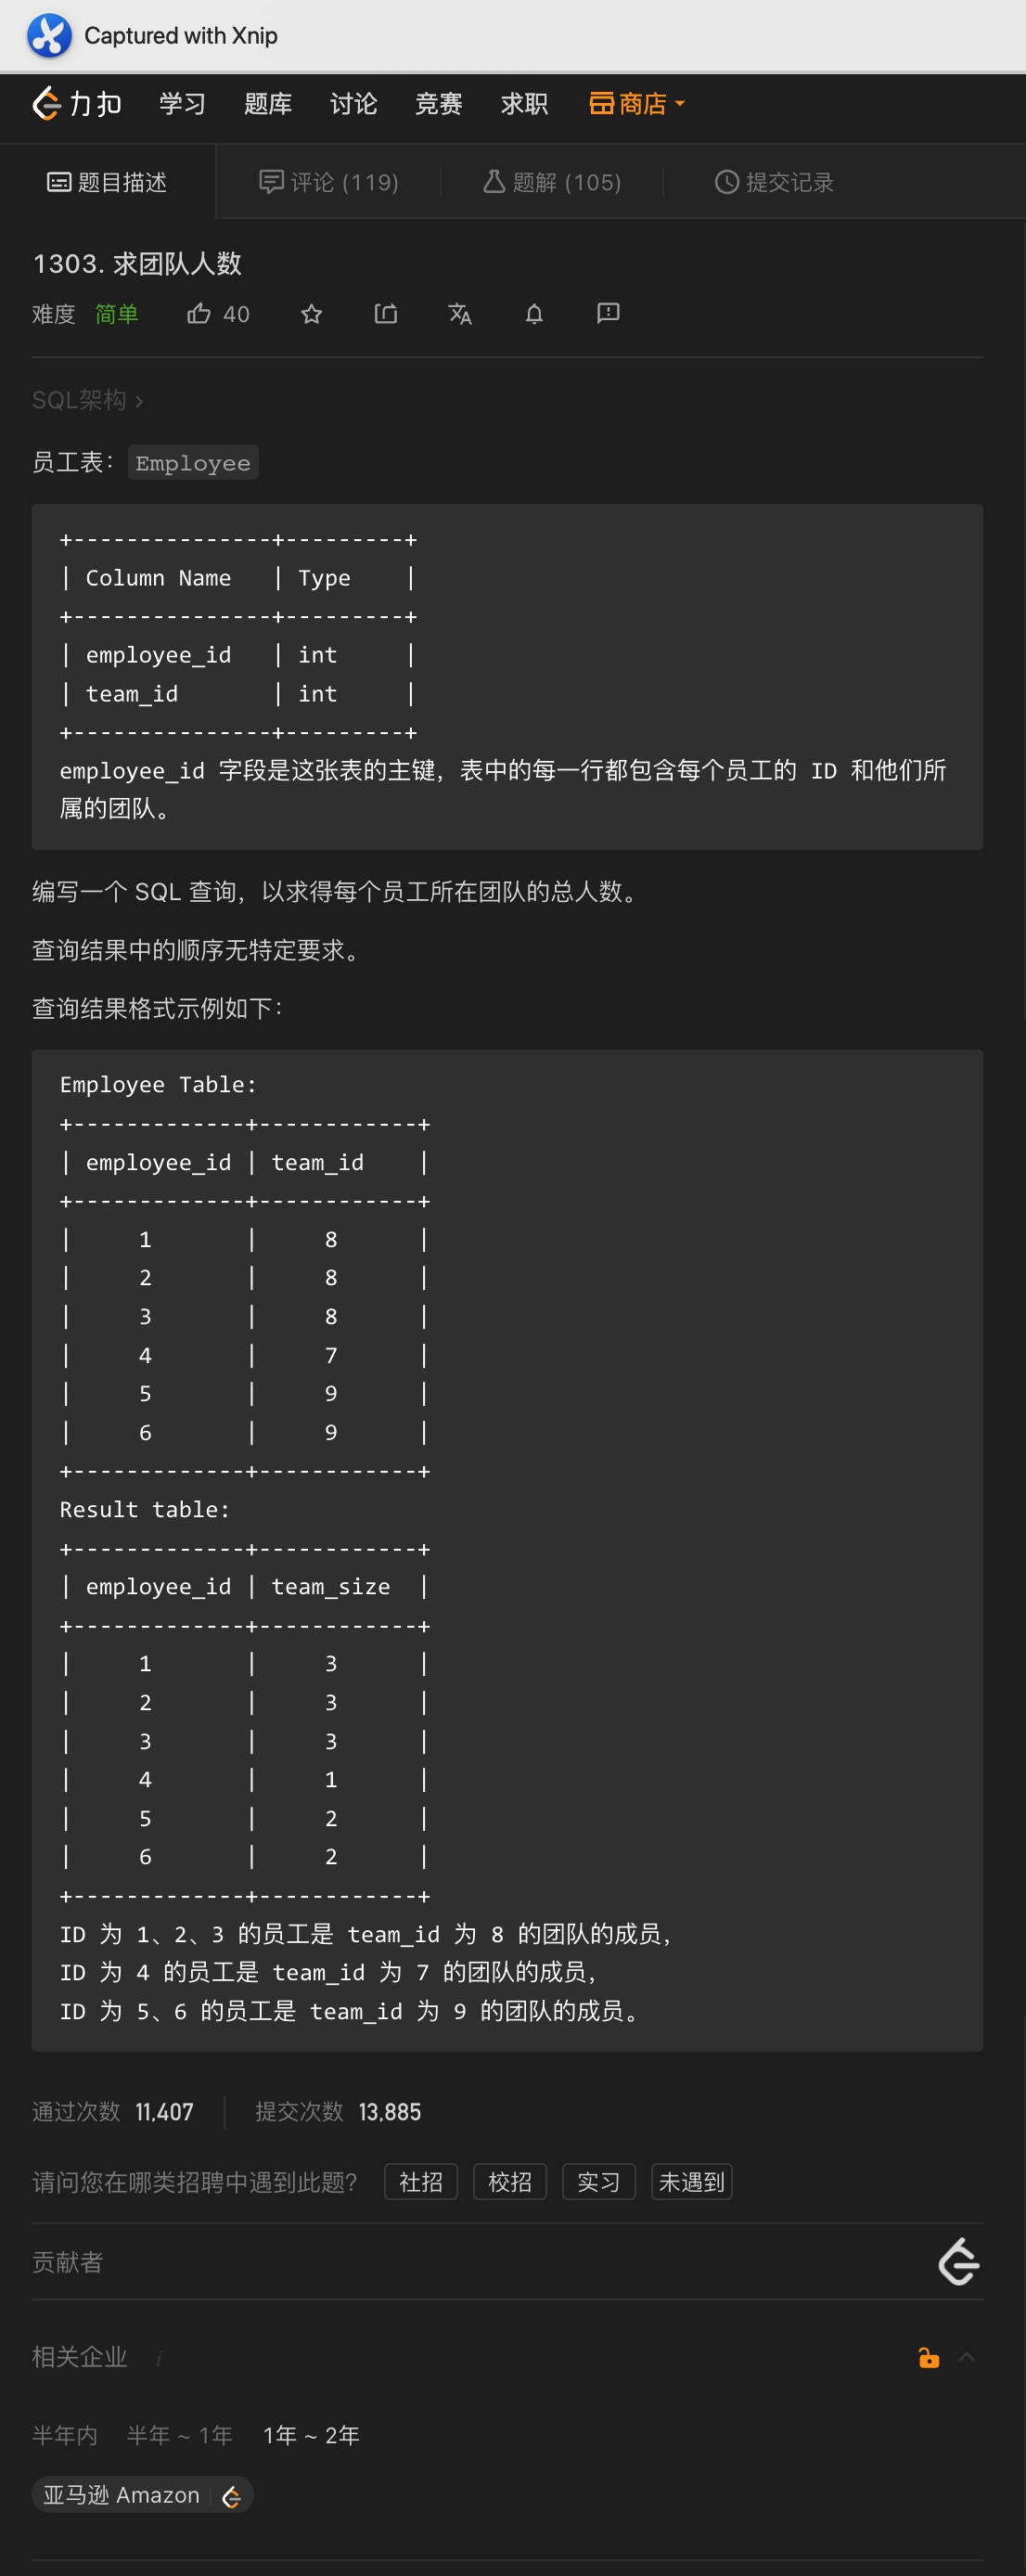 Captured with Xnip
力扣 学习 题库 讨论 竞赛 求职 商店
题目描述 评论 (119) 题解 (105) 提交记录
1303. 求团队人数
难度 简单 40
SQL架构 >
员工表：Employee
+---------------+---------+
| Column Name   | Type    |
+---------------+---------+
| employee_id   | int     |
| team_id       | int     |
+---------------+---------+
employee_id 字段是这张表的主键，表中的每一行都包含每个员工的 ID 和他们所
属的团队。
编写一个 SQL 查询，以求得每个员工所在团队的总人数。
查询结果中的顺序无特定要求。
查询结果格式示例如下：
Employee Table:
+-------------+------------+
| employee_id | team_id    |
+-------------+------------+
|     1       |     8      |
|     2       |     8      |
|     3       |     8      |
|     4       |     7      |
|     5       |     9      |
|     6       |     9      |
+-------------+------------+
Result table:
+-------------+------------+
| employee_id | team_size  |
+-------------+------------+
|     1       |     3      |
|     2       |     3      |
|     3       |     3      |
|     4       |     1      |
|     5       |     2      |
|     6       |     2      |
+-------------+------------+
ID 为 1、2、3 的员工是 team_id 为 8 的团队的成员，
ID 为 4 的员工是 team_id 为 7 的团队的成员，
ID 为 5、6 的员工是 team_id 为 9 的团队的成员。
通过次数 11,407 提交次数 13,885
请问您在哪类招聘中遇到此题？ 社招 校招 实习 未遇到
贡献者
相关企业 i
半年内 半年 ~ 1年 1年 ~ 2年
亚马逊 Amazon